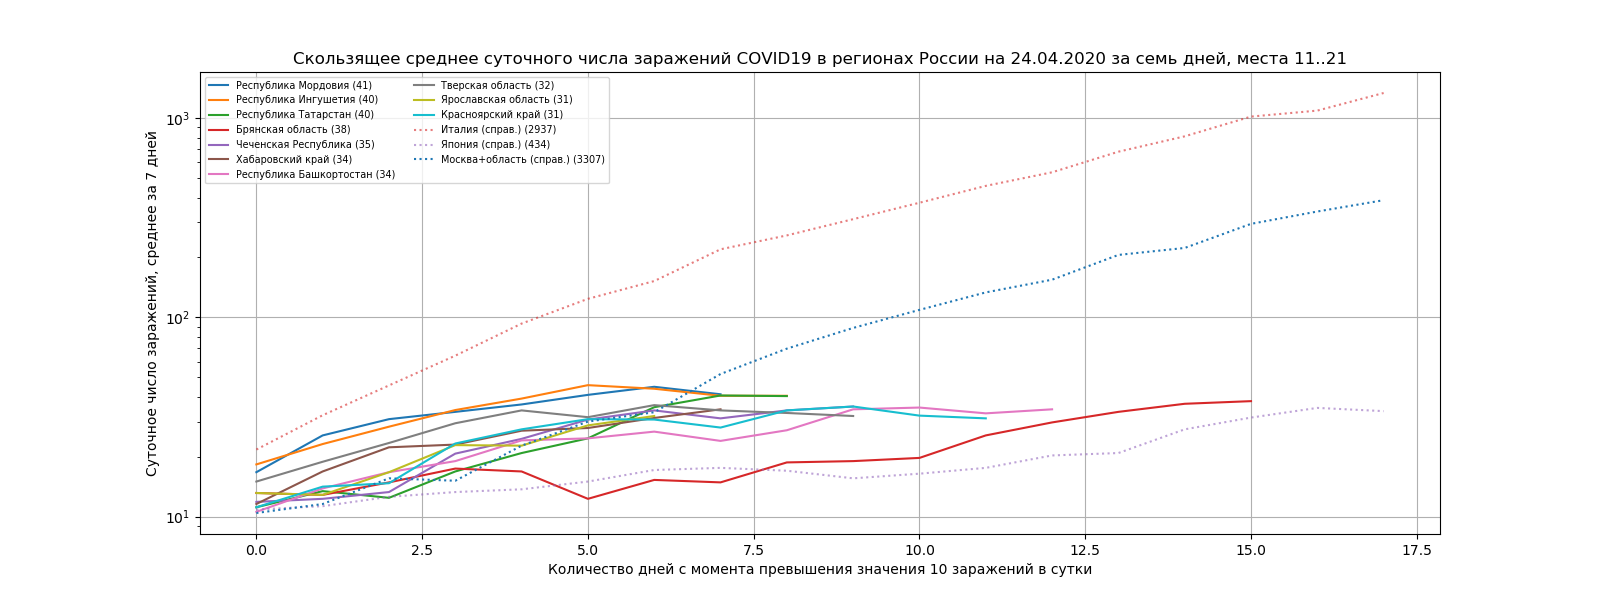 Скользящее среднее суточного числа заражений COVID19 в регионах России на 24.04.2020 за семь дней, места 11..21
Республика Мордовия (41)
Республика Ингушетия (40)
Республика Татарстан (40)
Брянская область (38)
Чеченская Республика (35)
Хабаровский край (34)
Республика Башкортостан (34)
Тверская область (32)
Ярославская область (31)
Красноярский край (31)
Италия (справ.) (2937)
Япония (справ.) (434)
Москва+область (справ.) (3307)
Суточное число заражений, среднее за 7 дней
10³
10²
10¹
0.0 2.5 5.0 7.5 10.0 12.5 15.0 17.5
Количество дней с момента превышения значения 10 заражений в сутки